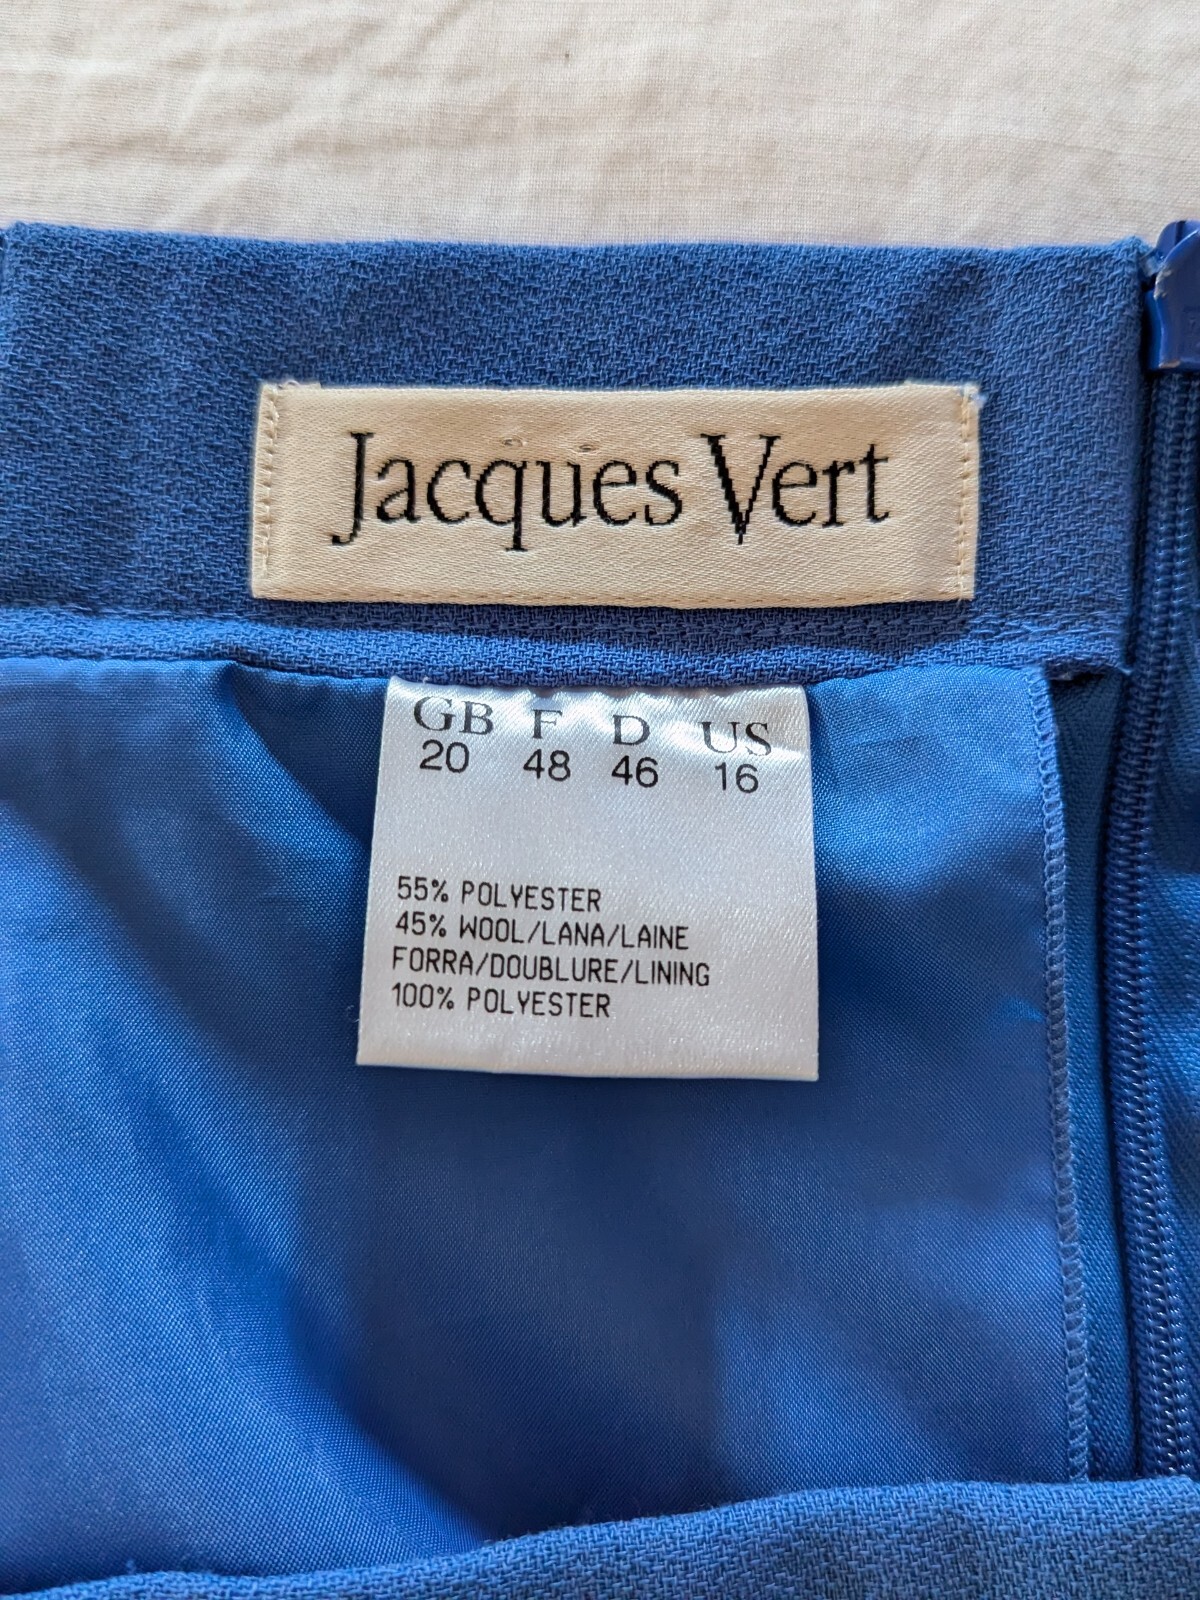 Jacques Vert
GB F D US
20 48 46 16
55% POLYESTER
45% WOOL/LANA/LAINE
FORRA/DOUBLURE/LINING
100% POLYESTER